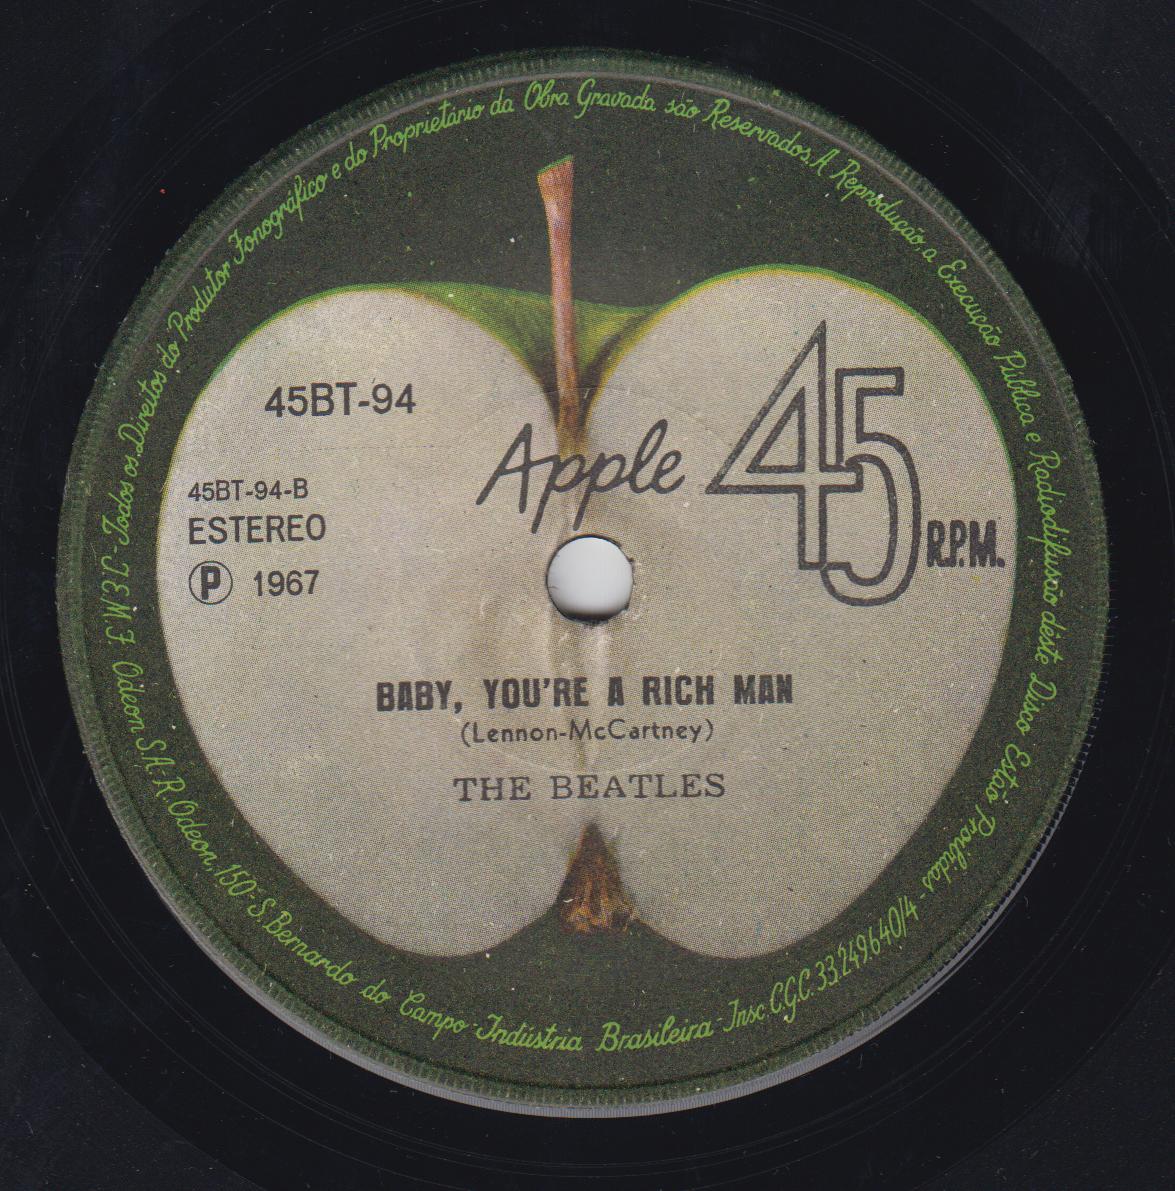 Todos os Direitos do Produtor Fonográfico e do Proprietário da Obra Gravada são Reservados. A Reprodução, a Execução Pública e Radiodifusão dêste Disco Estão Proibidas - Insc C.G.C. 33.249.640/4 -
45BT-94
Apple 45 R.P.M.
45BT-94-B
ESTEREO
Ⓟ 1967
BABY, YOU'RE A RICH MAN
(Lennon-McCartney)
THE BEATLES
Odeon S.A.-R. Odeon, 150-S. Bernardo do Campo-Indústria Brasileira-